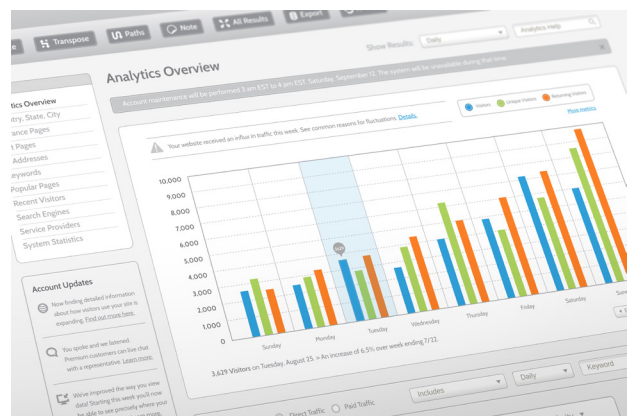 Transpose
Paths
Note
All Results
Export
Analytics Overview
Show Results:
Daily
Analytics Help
Account maintenance will be performed 3 am EST to 4 pm EST, Saturday, September 12. The system will be unavailable during that time.
tics Overview
try, State, City
ance Pages
t Pages
Addresses
eywords
Popular Pages
Recent Visitors
Search Engines
Service Providers
System Statistics
Your website received an influx in traffic this week. See common reasons for fluctuations. Details.
Visitors
Unique Visitors
Returning Visitors
More metrics
10,000
9,000
8,000
7,000
6,000
5,000
4,000
3,000
2,000
1,000
0
Sunday
Monday
Tuesday
Wednesday
Thursday
Friday
Saturday
3,629 Visitors on Tuesday, August 25. > An increase of 6.5% over week ending 7/22.
Account Updates
Now finding detailed information
about how visitors use your site is
expanding. Find out more here.
You spoke and we listened.
Premium customers can live chat
with a representative. Learn more.
We've improved the way you view
data! Starting this week you'll now
be able to see precisely where your
Direct Traffic
Paid Traffic
Includes
Daily
Keyword